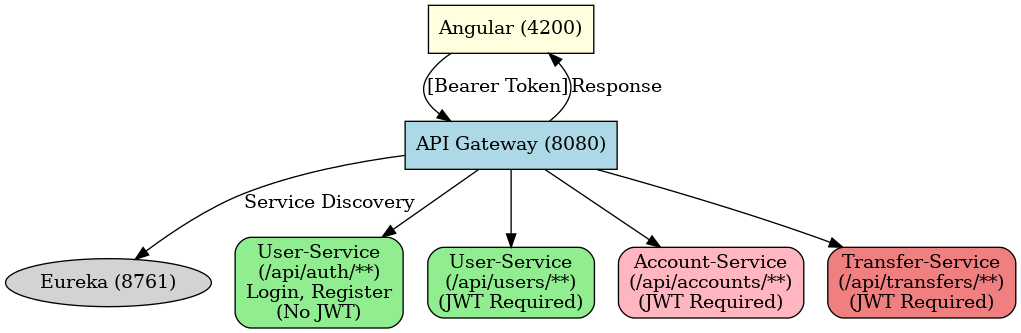 Angular (4200)
[Bearer Token]
Response
API Gateway (8080)
Service Discovery
Eureka (8761)
User-Service
(/api/auth/**)
Login, Register
(No JWT)
User-Service
(/api/users/**)
(JWT Required)
Account-Service
(/api/accounts/**)
(JWT Required)
Transfer-Service
(/api/transfers/**)
(JWT Required)